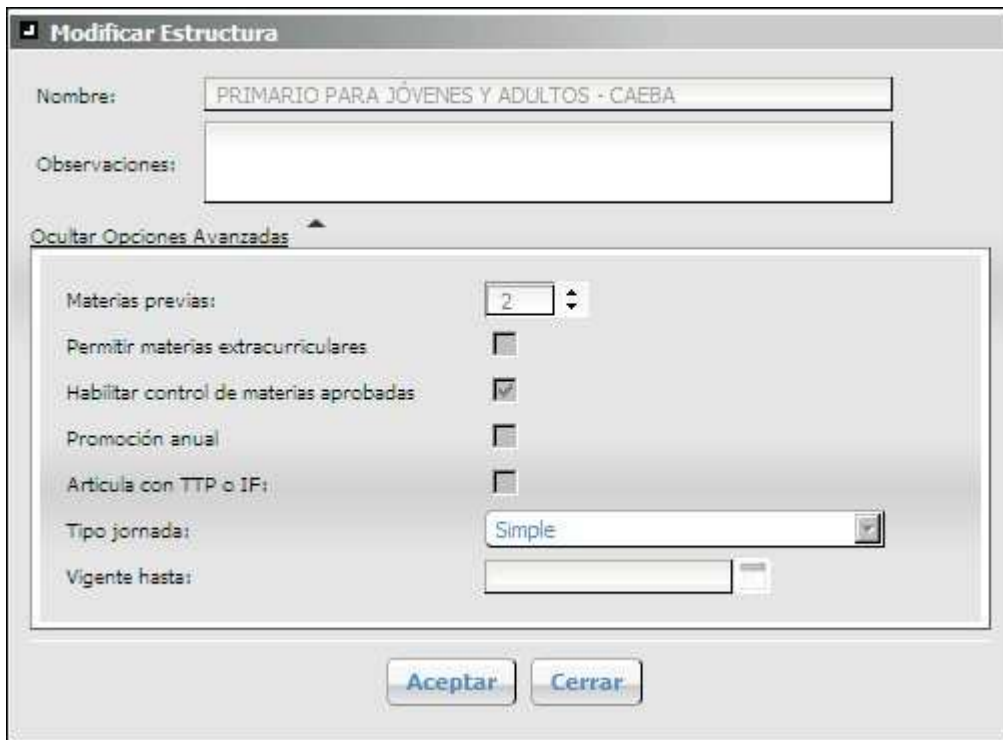 Modificar Estructura
Nombre: PRIMARIO PARA JÓVENES Y ADULTOS - CAEBA
Observaciones:
Ocultar Opciones Avanzadas
Materias previas: 2
Permitir materias extracurriculares
Habilitar control de materias aprobadas
Promoción anual
Articula con TTP o IF:
Tipo jornada: Simple
Vigente hasta:
Aceptar Cerrar